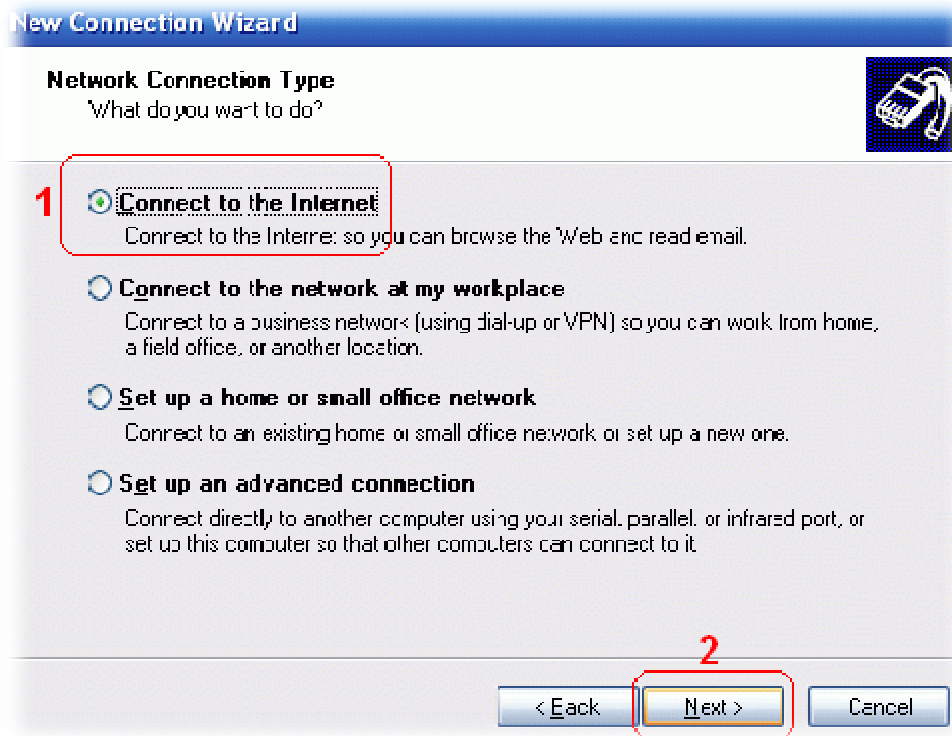 New Connection Wizard
Network Connection Type
What do you want to do?
1
Connect to the Internet
Connect to the Internet so you can browse the Web and read email.
Connect to the network at my workplace
Connect to a business network (using dial-up or VPN) so you can work from home,
a field office, or another location.
Set up a home or small office network
Connect to an existing home or small office network or set up a new one.
Set up an advanced connection
Connect directly to another computer using your serial, parallel, or infrared port, or
set up this computer so that other computers can connect to it.
2
< Back
Next >
Cancel